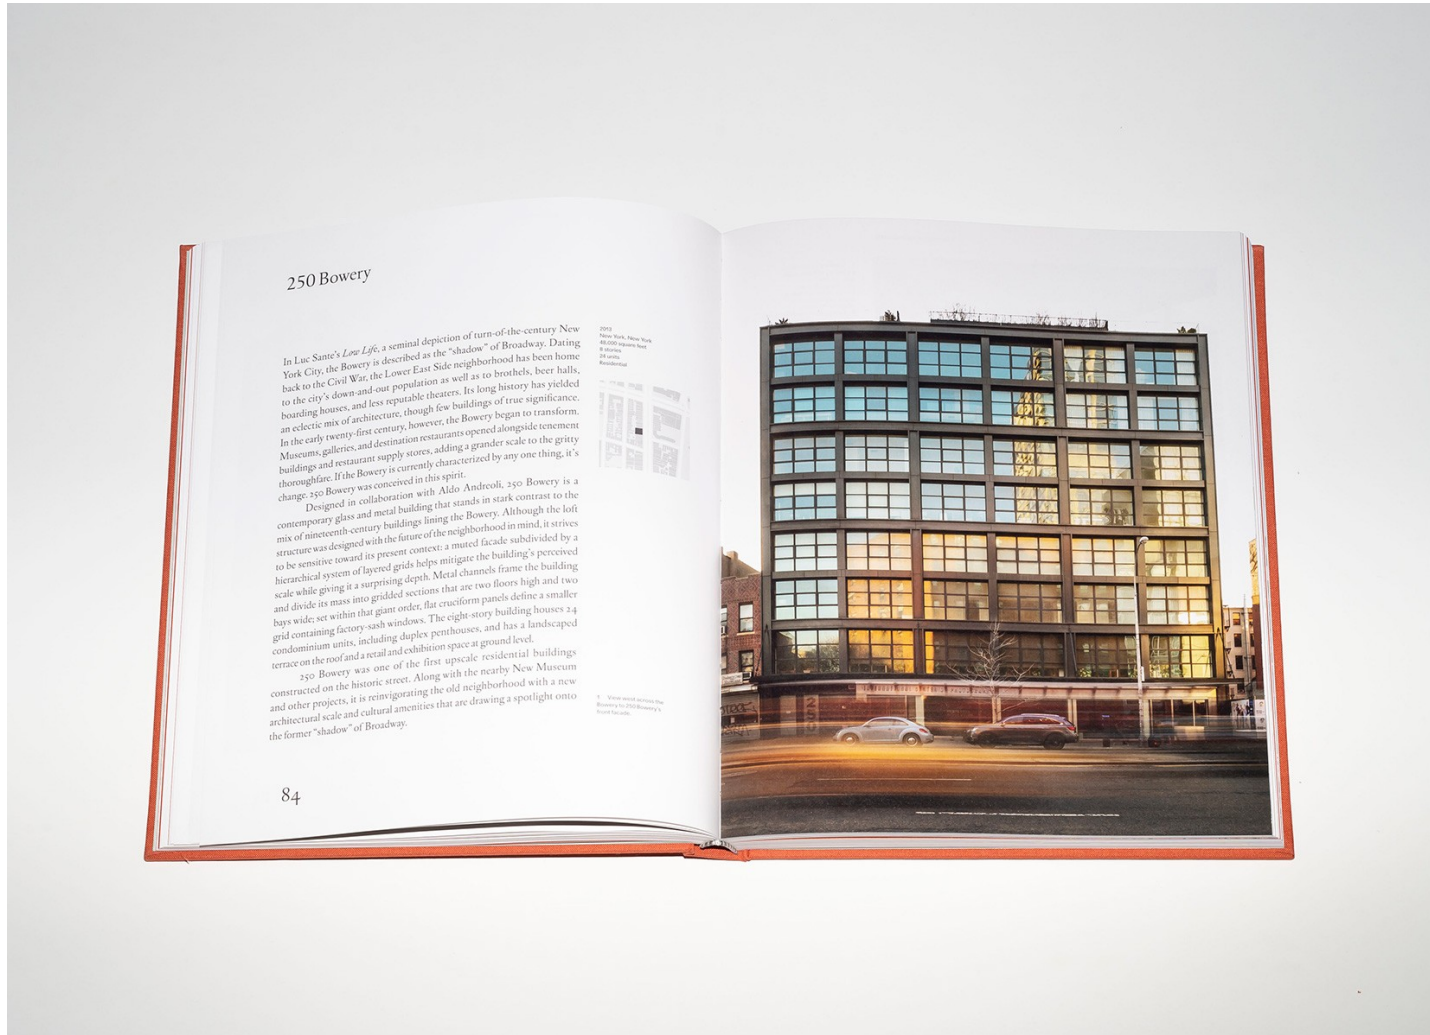 250 Bowery
In Luc Sante's Low Life, a seminal depiction of turn-of-the-century New
York City, the Bowery is described as the “shadow” of Broadway. Dating
back to the Civil War, the Lower East Side neighborhood has been home
to the city's down-and-out population as well as to brothels, beer halls,
boarding houses, and less reputable theaters. Its long history has yielded
an eclectic mix of architecture, though few buildings of true significance.
In the early twenty-first century, however, the Bowery began to transform.
Museums, galleries, and destination restaurants opened alongside tenement
buildings and restaurant supply stores, adding a grander scale to the gritty
thoroughfare. If the Bowery is currently characterized by any one thing, it's
change. 250 Bowery was conceived in this spirit.
Designed in collaboration with Aldo Andreoli, 250 Bowery is a
contemporary glass and metal building that stands in stark contrast to the
mix of nineteenth-century buildings lining the Bowery. Although the loft
structure was designed with the future of the neighborhood in mind, it strives
to be sensitive toward its present context: a muted facade subdivided by a
hierarchical system of layered grids helps mitigate the building's perceived
scale while giving it a surprising depth. Metal channels frame the building
and divide its mass into gridded sections that are two floors high and two
bays wide; set within that giant order, flat cruciform panels define a smaller
grid containing factory-sash windows. The eight-story building houses 24
condominium units, including duplex penthouses, and has a landscaped
terrace on the roof and a retail and exhibition space at ground level.
250 Bowery was one of the first upscale residential buildings
constructed on the historic street. Along with the nearby New Museum
and other projects, it is reinvigorating the old neighborhood with a new
architectural scale and cultural amenities that are drawing a spotlight onto
the former “shadow” of Broadway.
84
2013
New York, New York
48,000 square feet
8 stories
24 units
Residential
View west across the
Bowery to 250 Bowery's
front facade